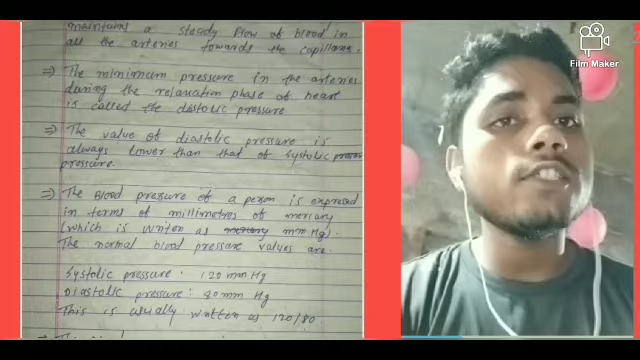 maintains a steady flow of blood in
all the arteries towards the capillaries.
⇒ The minimum pressure in the arteries
during the relaxation phase of heart
is called the diastolic pressure
⇒ The value of diastolic pressure is
always lower than that of systolic
pressure.
⇒ The Blood pressure of a person is expressed
in terms of millimetres of mercury
(which is written as mm Hg).
The normal blood pressure values are.
Systolic pressure : 120 mm Hg
Diastolic pressure : 80 mm Hg
This is usually written as 120/80
Film Maker